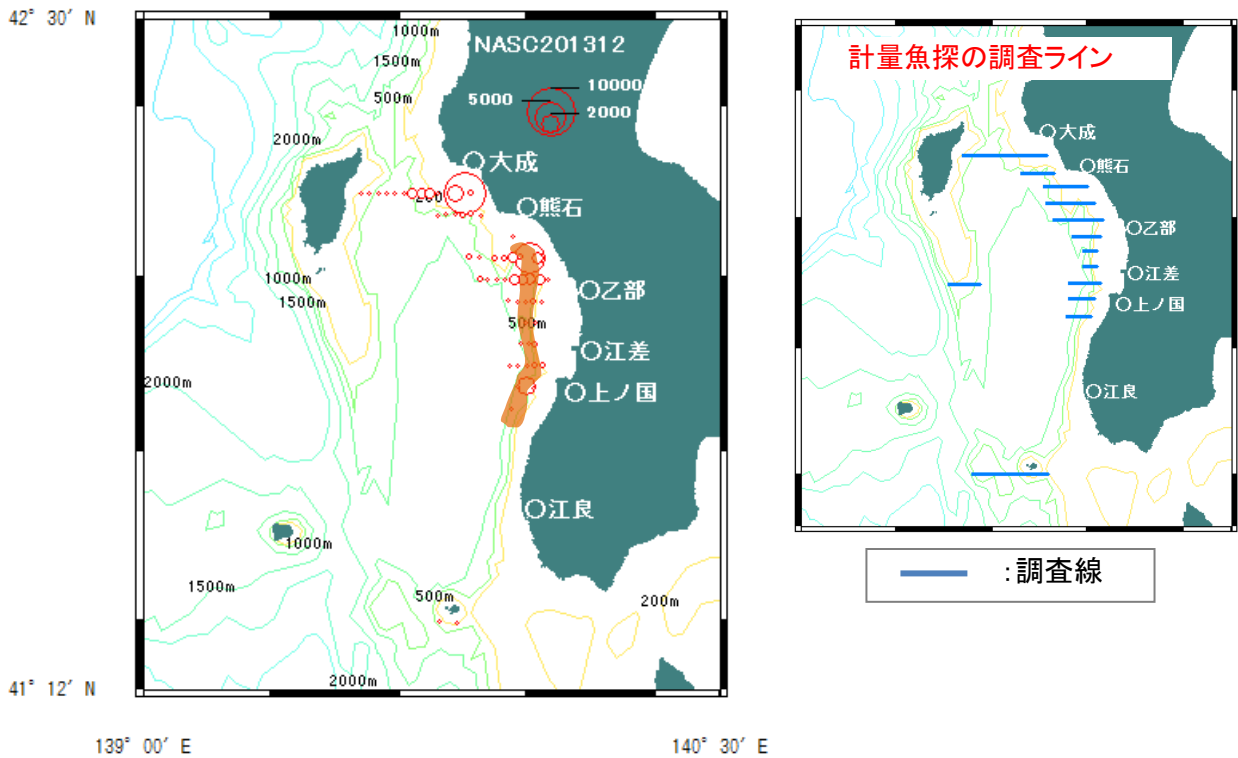 42° 30′ N
1000m
NASC201312
1500m
10000
5000
500m
2000
2000m
○大成
200
○熊石
1000m
○乙部
1500m
500m
○江差
2000m
○上ノ国
○江良
1000m
1500m
500m
200m
2000m
41° 12′ N
139° 00′ E
140° 30′ E
計量魚探の調査ライン
○大成
○熊石
○乙部
○江差
○上ノ国
○江良
:調査線